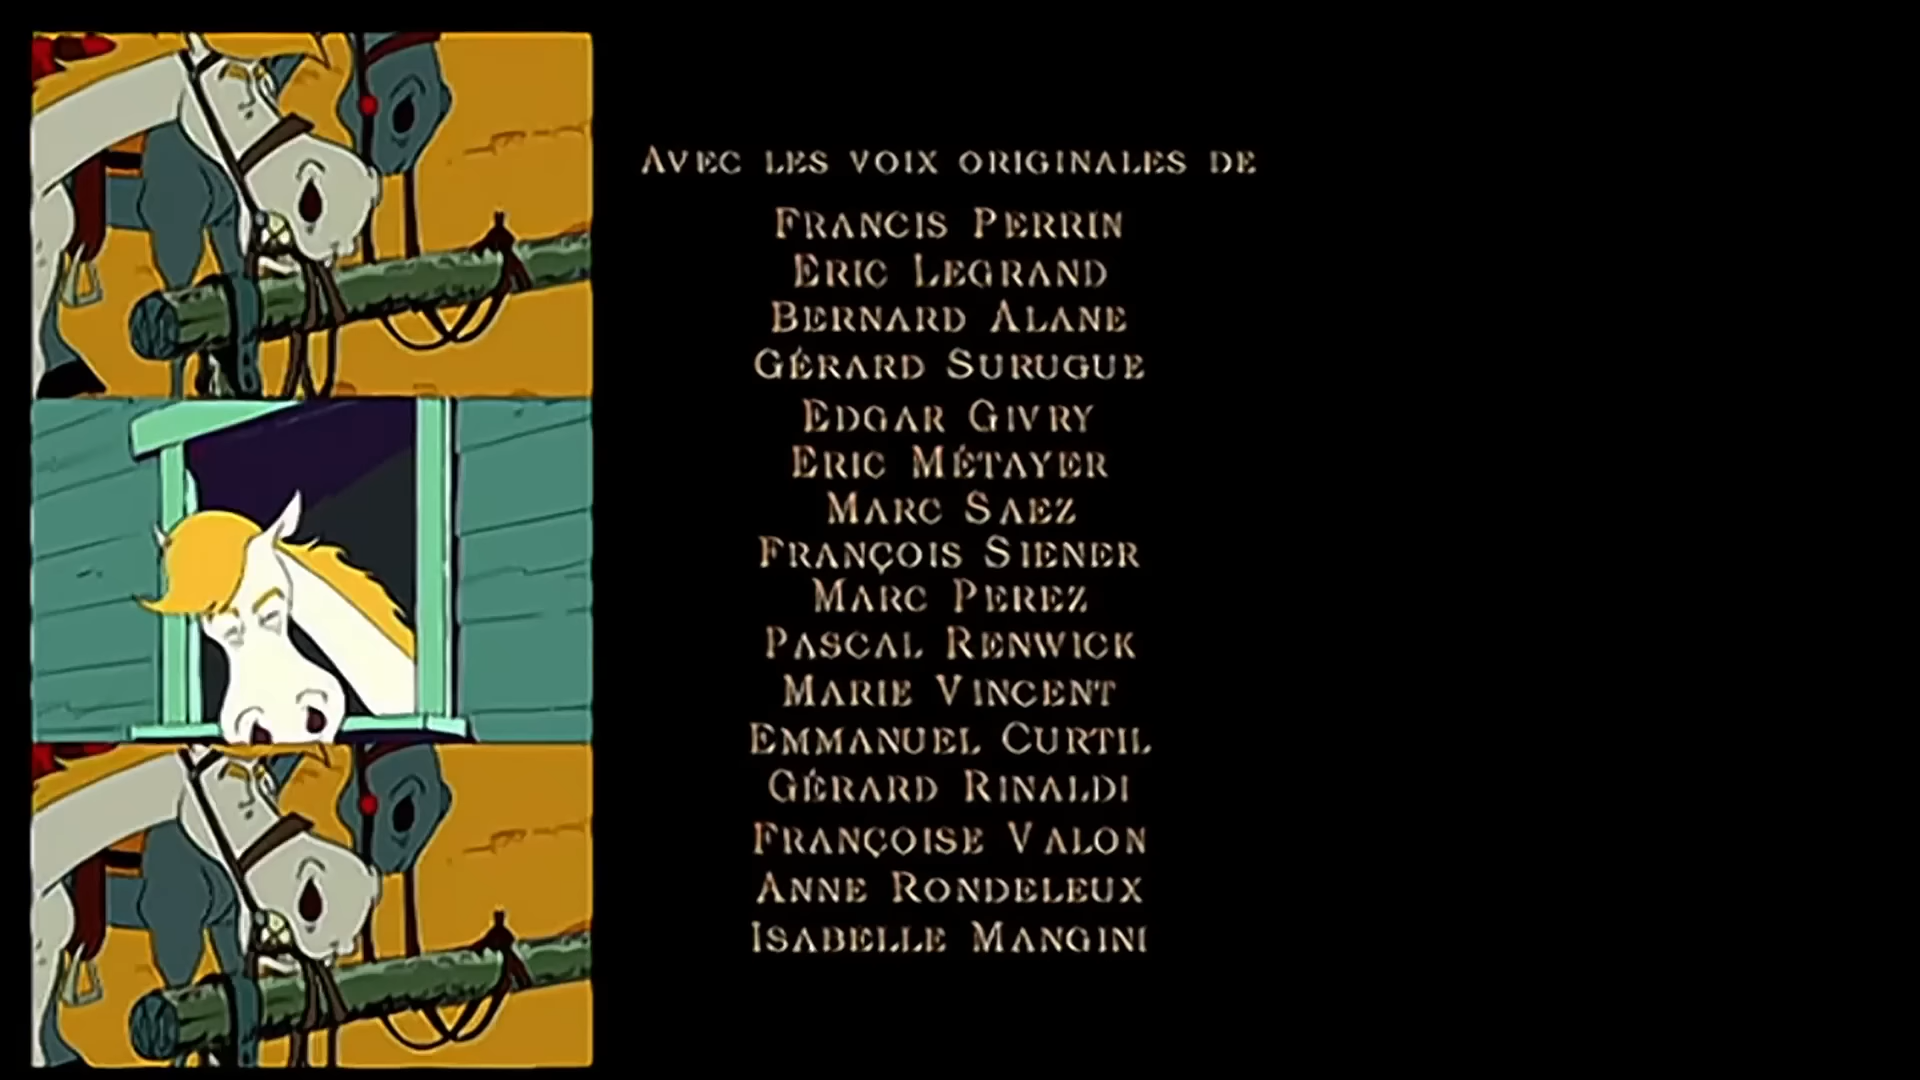 Avec les voix originales de
Francis Perrin
Eric Legrand
Bernard Alane
Gérard Surugue
Edgar Givry
Eric Métayer
Marc Saez
François Siener
Marc Perez
Pascal Renwick
Marie Vincent
Emmanuel Curtil
Gérard Rinaldi
Françoise Valon
Anne Rondeleux
Isabelle Mangini